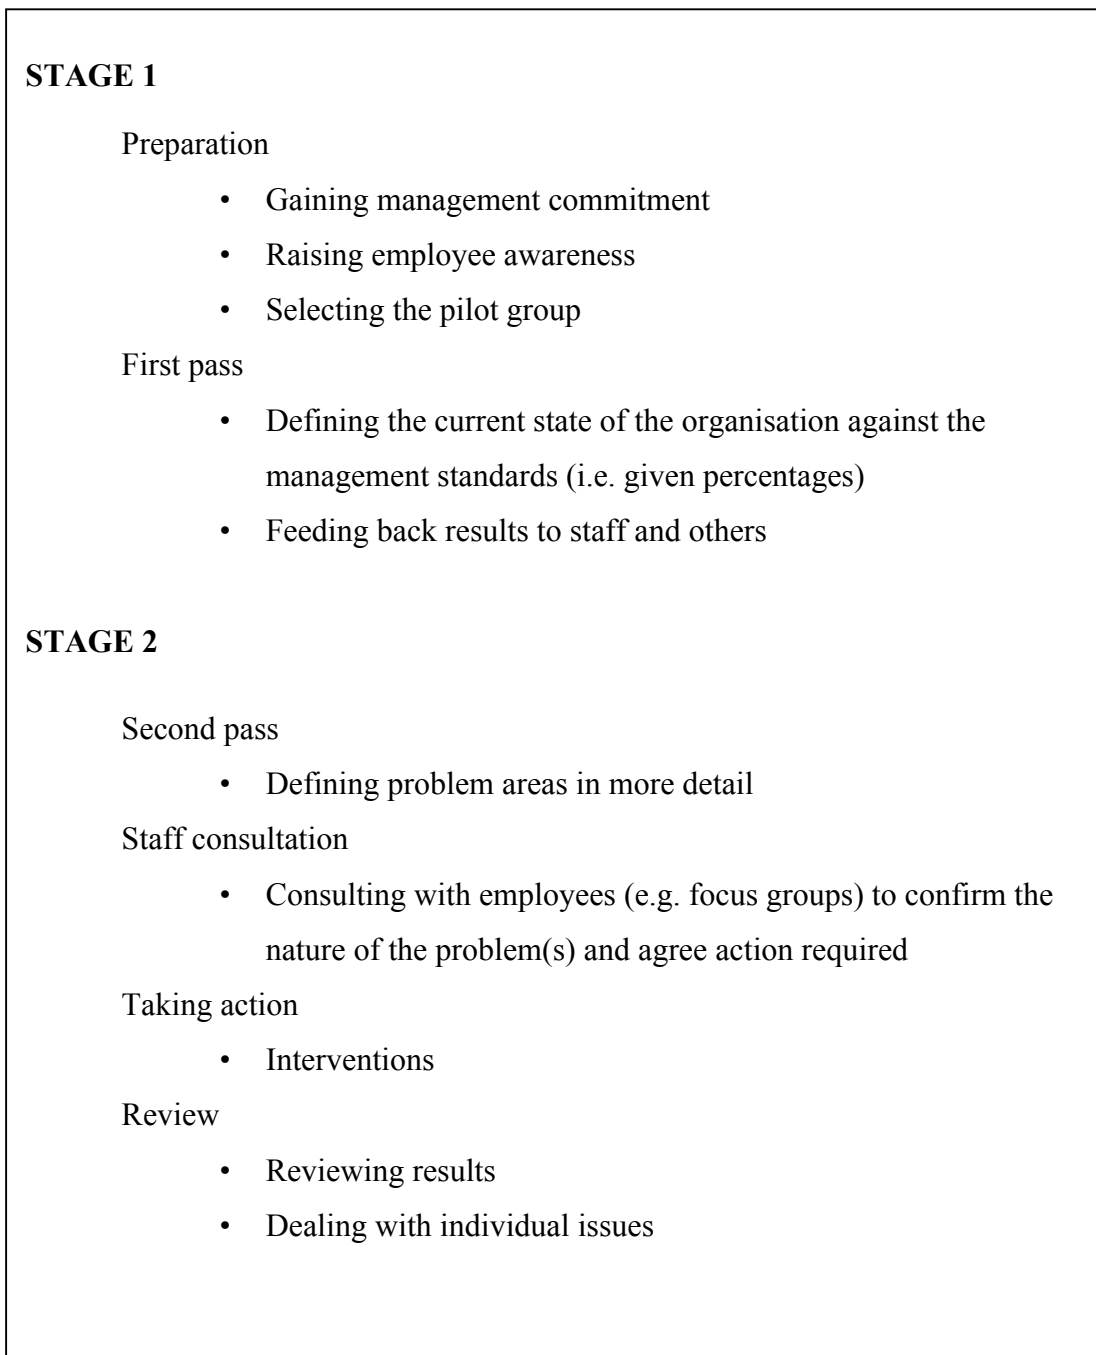 STAGE 1
Preparation
• Gaining management commitment
• Raising employee awareness
• Selecting the pilot group
First pass
• Defining the current state of the organisation against the
management standards (i.e. given percentages)
• Feeding back results to staff and others
STAGE 2
Second pass
• Defining problem areas in more detail
Staff consultation
• Consulting with employees (e.g. focus groups) to confirm the
nature of the problem(s) and agree action required
Taking action
• Interventions
Review
• Reviewing results
• Dealing with individual issues